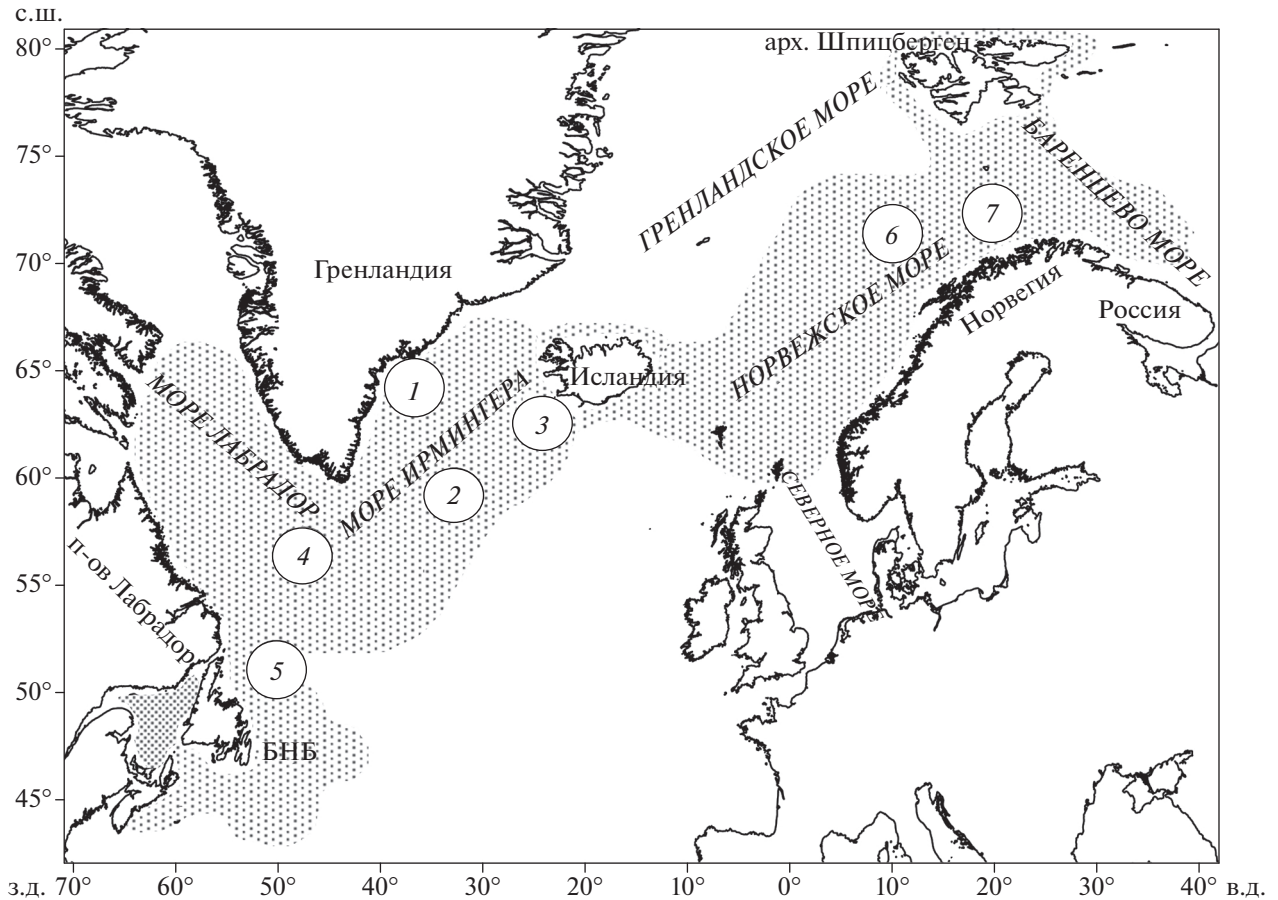 с.ш.
80°
75°
70°
65°
60°
55°
50°
45°
арх. Шпицберген
ГРЕНЛАНДСКОЕ МОРЕ
БАРЕНЦЕВО МОРЕ
7
6
Гренландия
НОРВЕЖСКОЕ МОРЕ
Норвегия
Россия
1
Исландия
МОРЕ ЛАБРАДОР
МОРЕ ИРМИНГЕРА
3
2
СЕВЕРНОЕ МОРЕ
4
п-ов Лабрадор
5
БНБ
з.д. 70° 60° 50° 40° 30° 20° 10° 0° 10° 20° 30° 40° в.д.